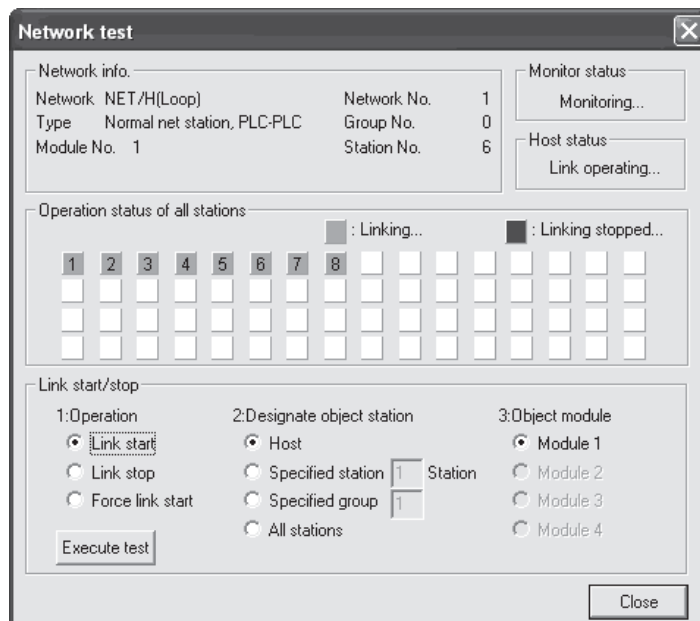 Network test
Network info.
Network NET/H(Loop) Network No. 1
Type Normal net station, PLC-PLC Group No. 0
Module No. 1 Station No. 6
Monitor status
Monitoring...
Host status
Link operating...
Operation status of all stations
: Linking... : Linking stopped...
1 2 3 4 5 6 7 8
Link start/stop
1:Operation 2:Designate object station 3:Object module
Link start Host Module 1
Link stop Specified station 1 Station Module 2
Force link start Specified group 1 Module 3
All stations Module 4
Execute test
Close